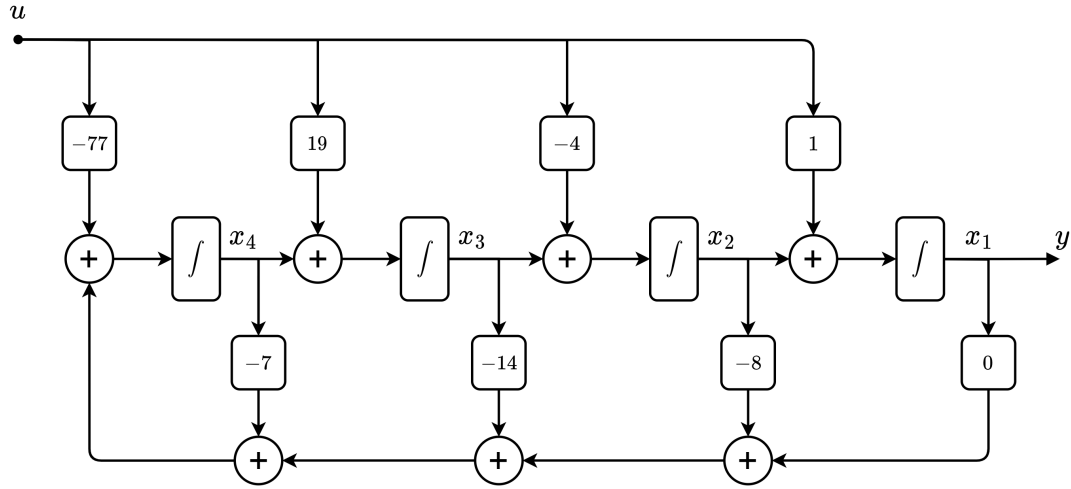 u
−77 19 −4 1
+ ∫ x₄ + ∫ x₃ + ∫ x₂ + ∫ x₁ y
−7 −14 −8 0
+ + +